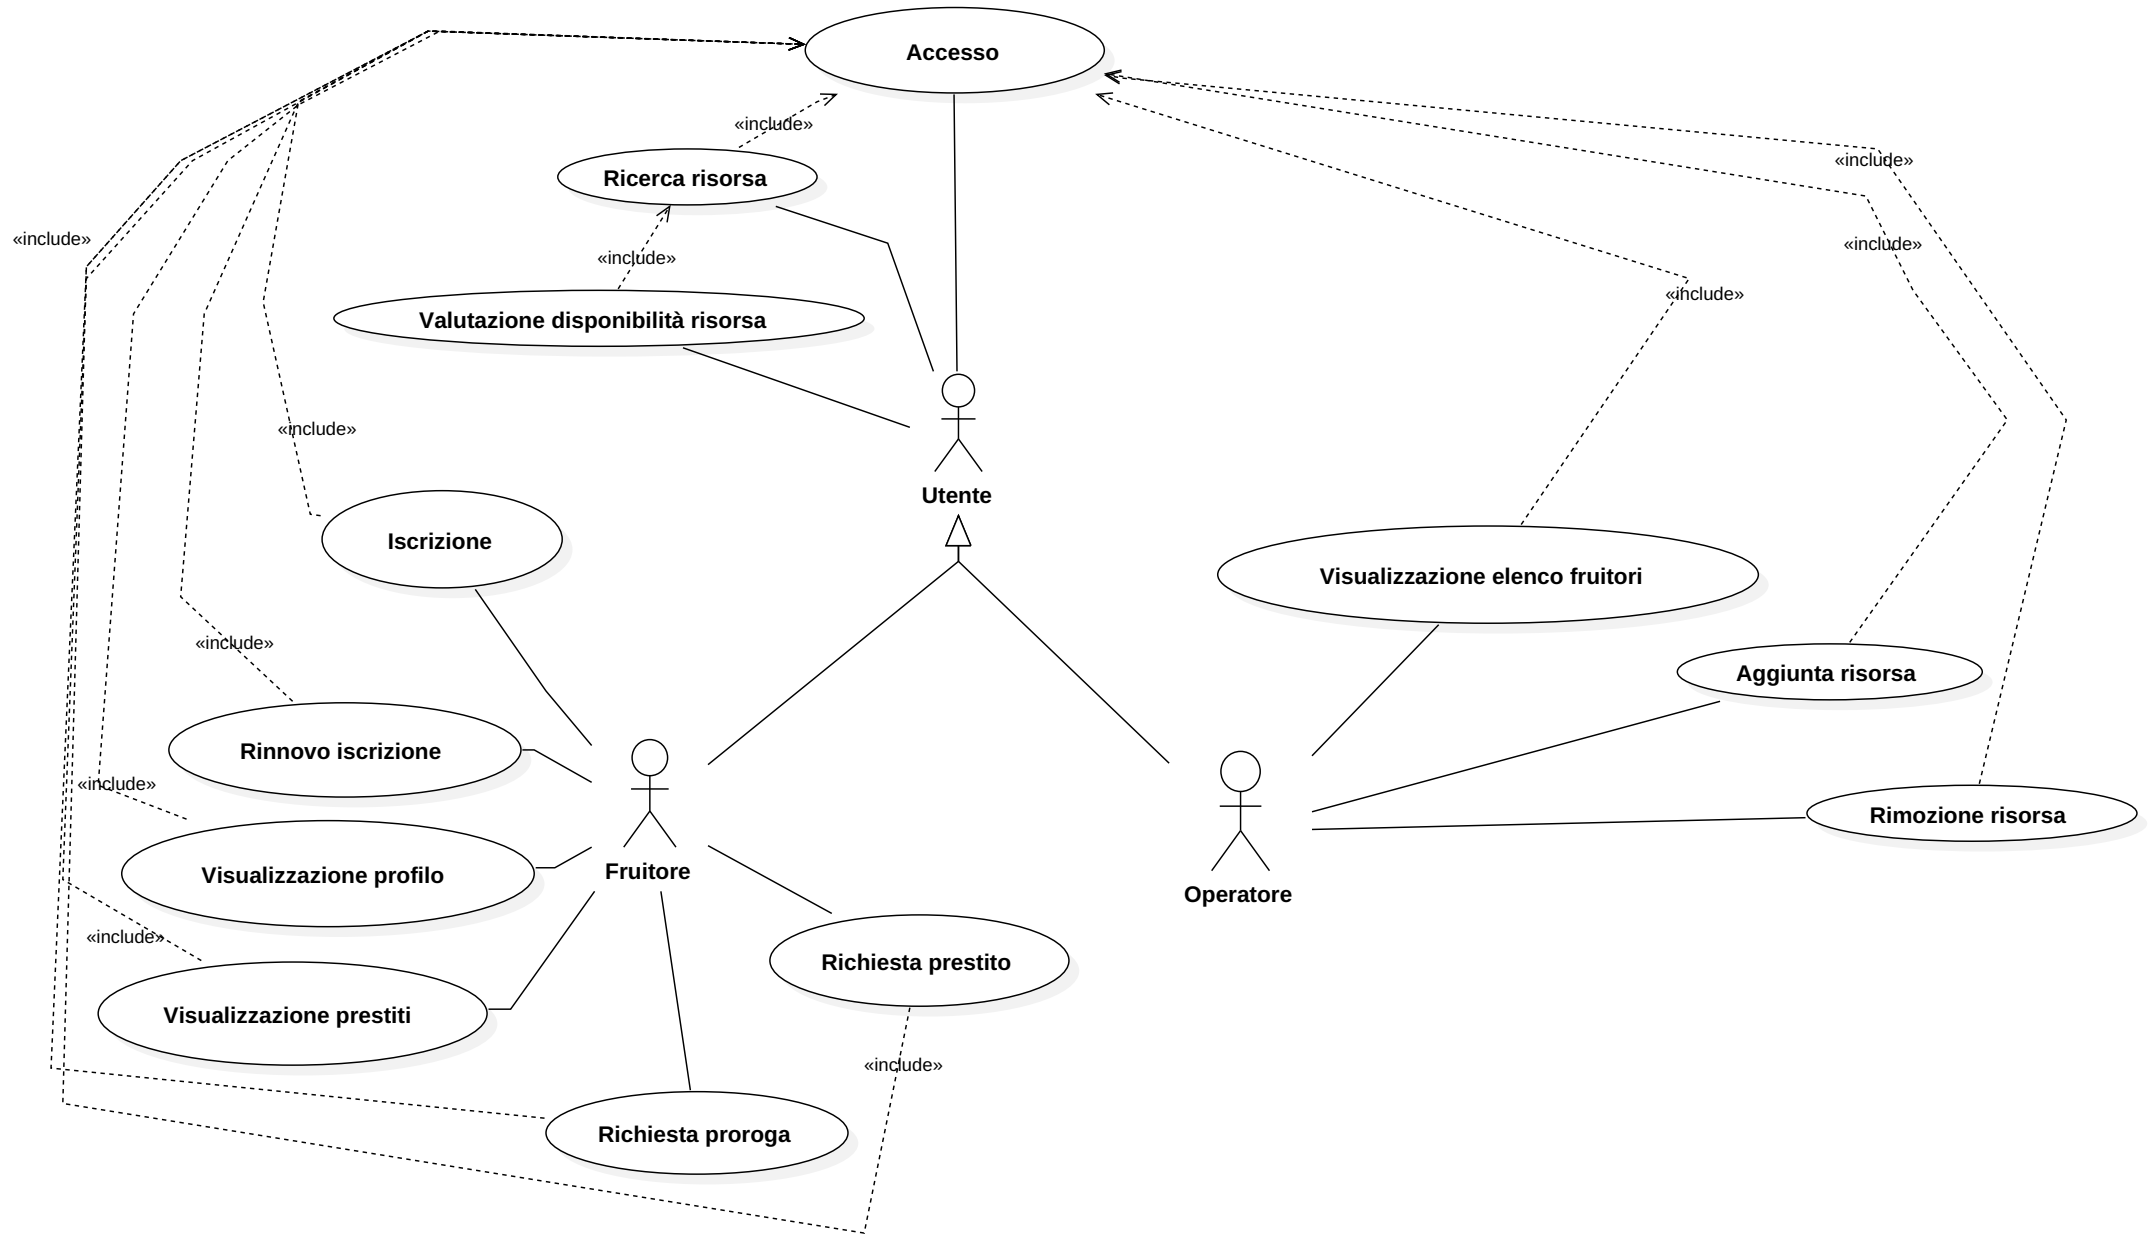 Accesso
«include»
Ricerca risorsa
«include»
«include»
«include»
«include»
«include»
Valutazione disponibilità risorsa
«include»
Utente
Iscrizione
Visualizzazione elenco fruitori
«include»
Aggiunta risorsa
Rinnovo iscrizione
«include»
Rimozione risorsa
Fruitore
Visualizzazione profilo
Operatore
«include»
Richiesta prestito
Visualizzazione prestiti
«include»
Richiesta proroga